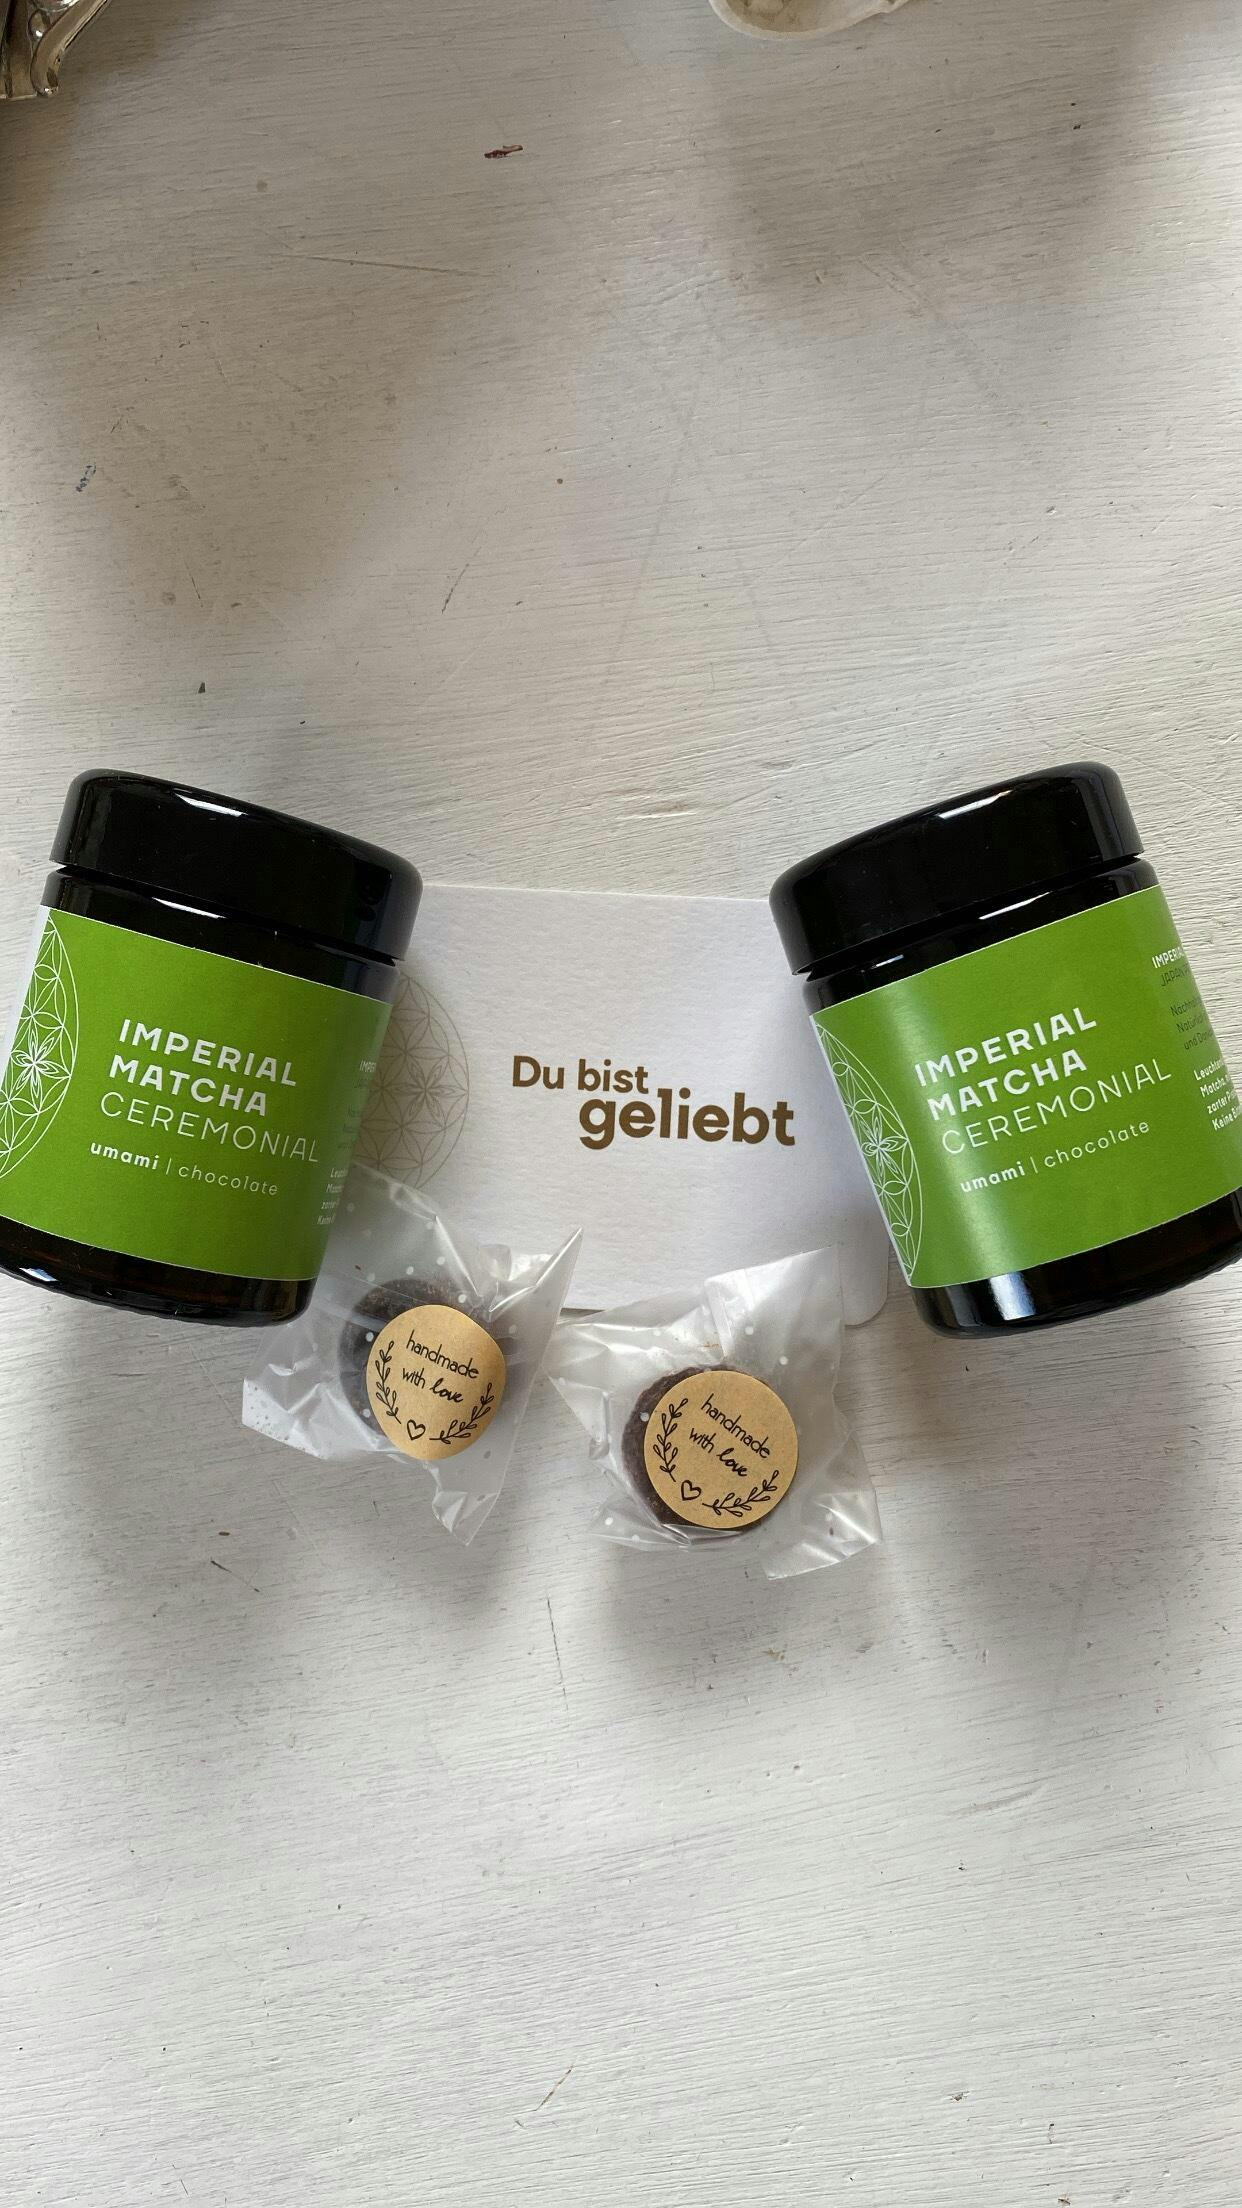 IMPERIAL
MATCHA
CEREMONIAL
umami | chocolate
Du bist
geliebt
IMPERIAL
MATCHA
CEREMONIAL
umami | chocolate
handmade
with love
handmade
with love